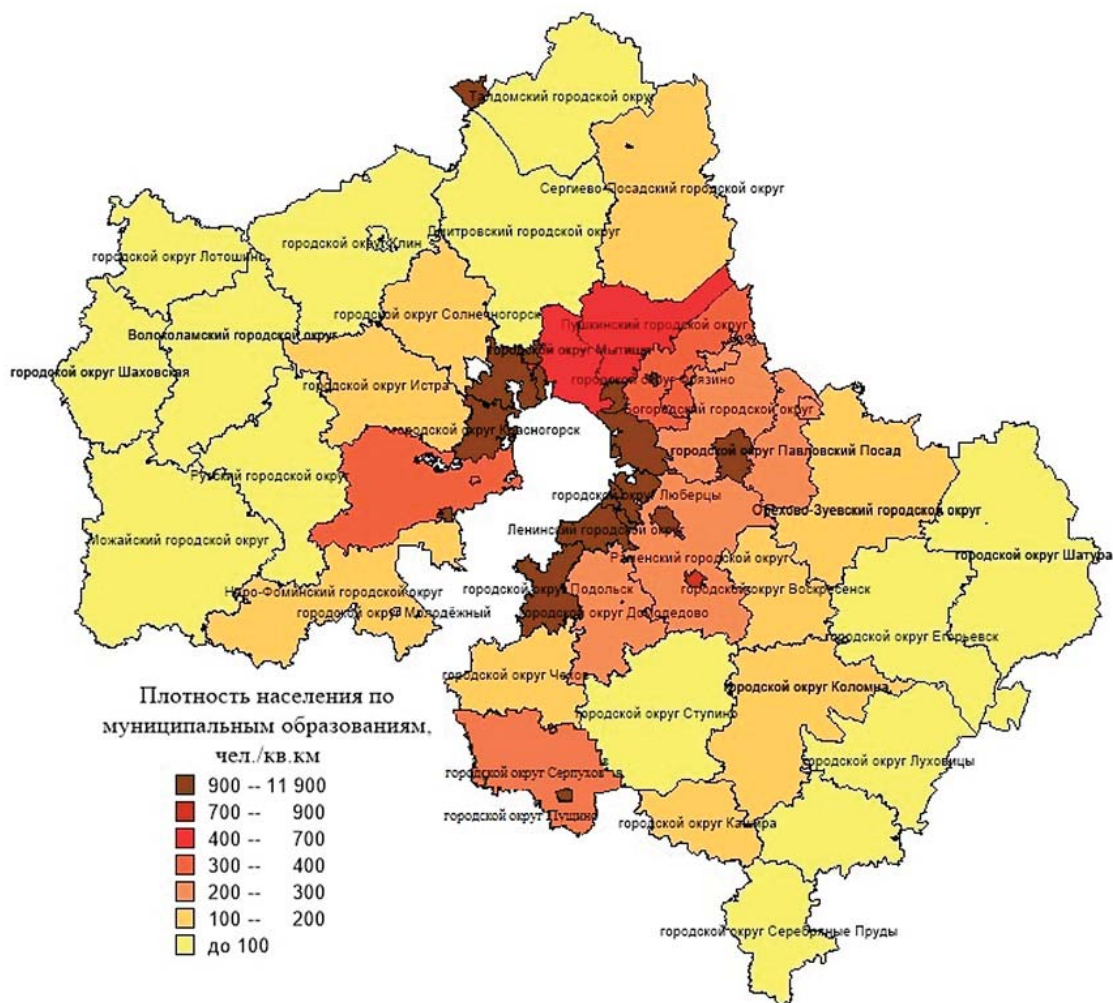 Талдомский городской округ
Сергиево-Посадский городской округ
Дмитровский городской округ
городской округ Клин
городской округ Лотошино
городской округ Солнечногорск
Пушкинский городской округ
Волоколамский городской округ
городской округ Мытищи
городской округ Шаховская
городской округ Истра
городской округ Фрязино
Богородский городской округ
городской округ Красногорск
городской округ Павловский Посад
Рузский городской округ
городской округ Люберцы
Орехово-Зуевский городской округ
Ленинский городской округ
Можайский городской округ
Раменский городской округ
городской округ Шатура
Наро-Фоминский городской округ
городской округ Подольск
городской округ Воскресенск
городской округ Молодёжный
городской округ Домодедово
городской округ Егорьевск
городской округ Чехов
городской округ Коломна
городской округ Ступино
городской округ Луховицы
городской округ Серпухов
городской округ Пущино
городской округ Кашира
городской округ Серебряные Пруды
Плотность населения по
муниципальным образованиям,
чел./кв.км
900 -- 11 900
700 -- 900
400 -- 700
300 -- 400
200 -- 300
100 -- 200
до 100